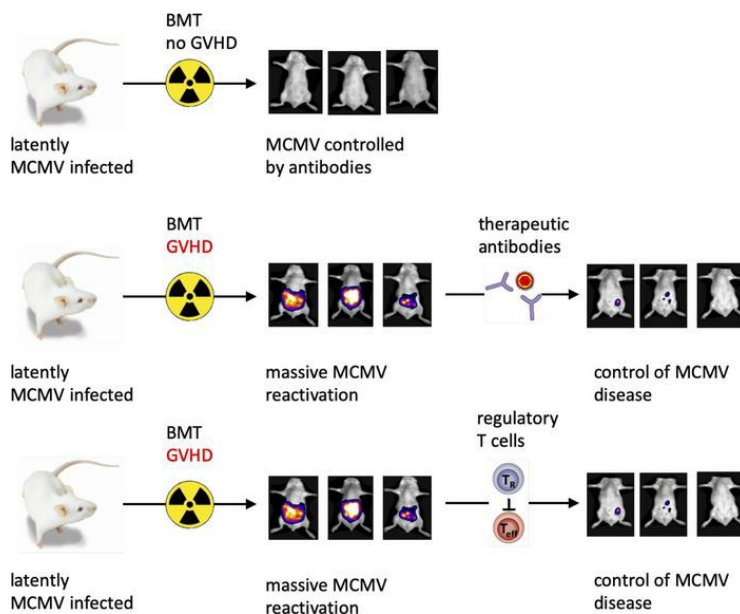 BMT
no GVHD
latently
MCMV infected
MCMV controlled
by antibodies
BMT
GVHD
therapeutic
antibodies
latently
MCMV infected
massive MCMV
reactivation
control of MCMV
disease
BMT
GVHD
regulatory
T cells
TR
Teff
latently
MCMV infected
massive MCMV
reactivation
control of MCMV
disease